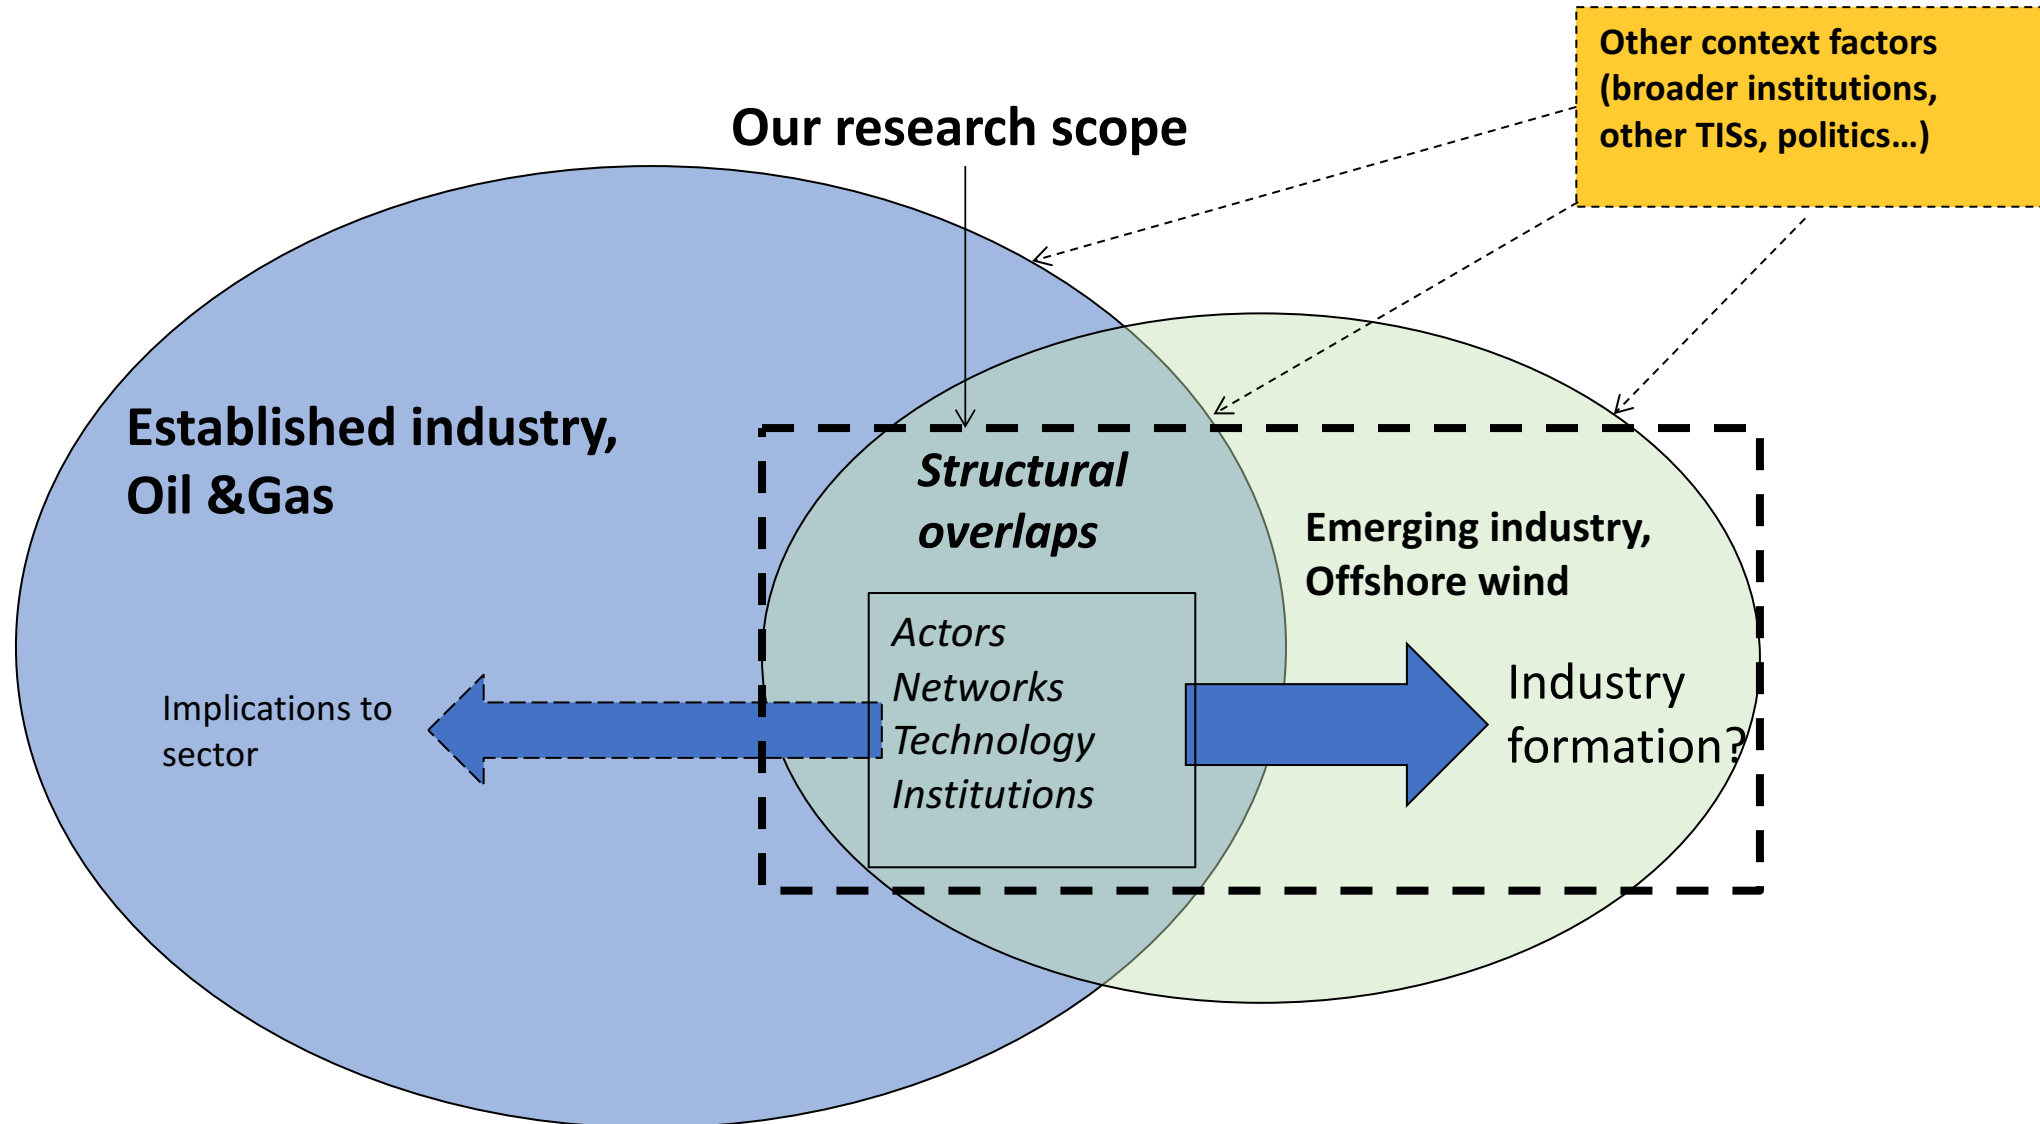 Other context factors
(broader institutions,
other TISs, politics…)
Our research scope
Established industry,
Oil &Gas
Structural
overlaps
Emerging industry,
Offshore wind
Actors
Networks
Technology
Institutions
Implications to
sector
Industry
formation?